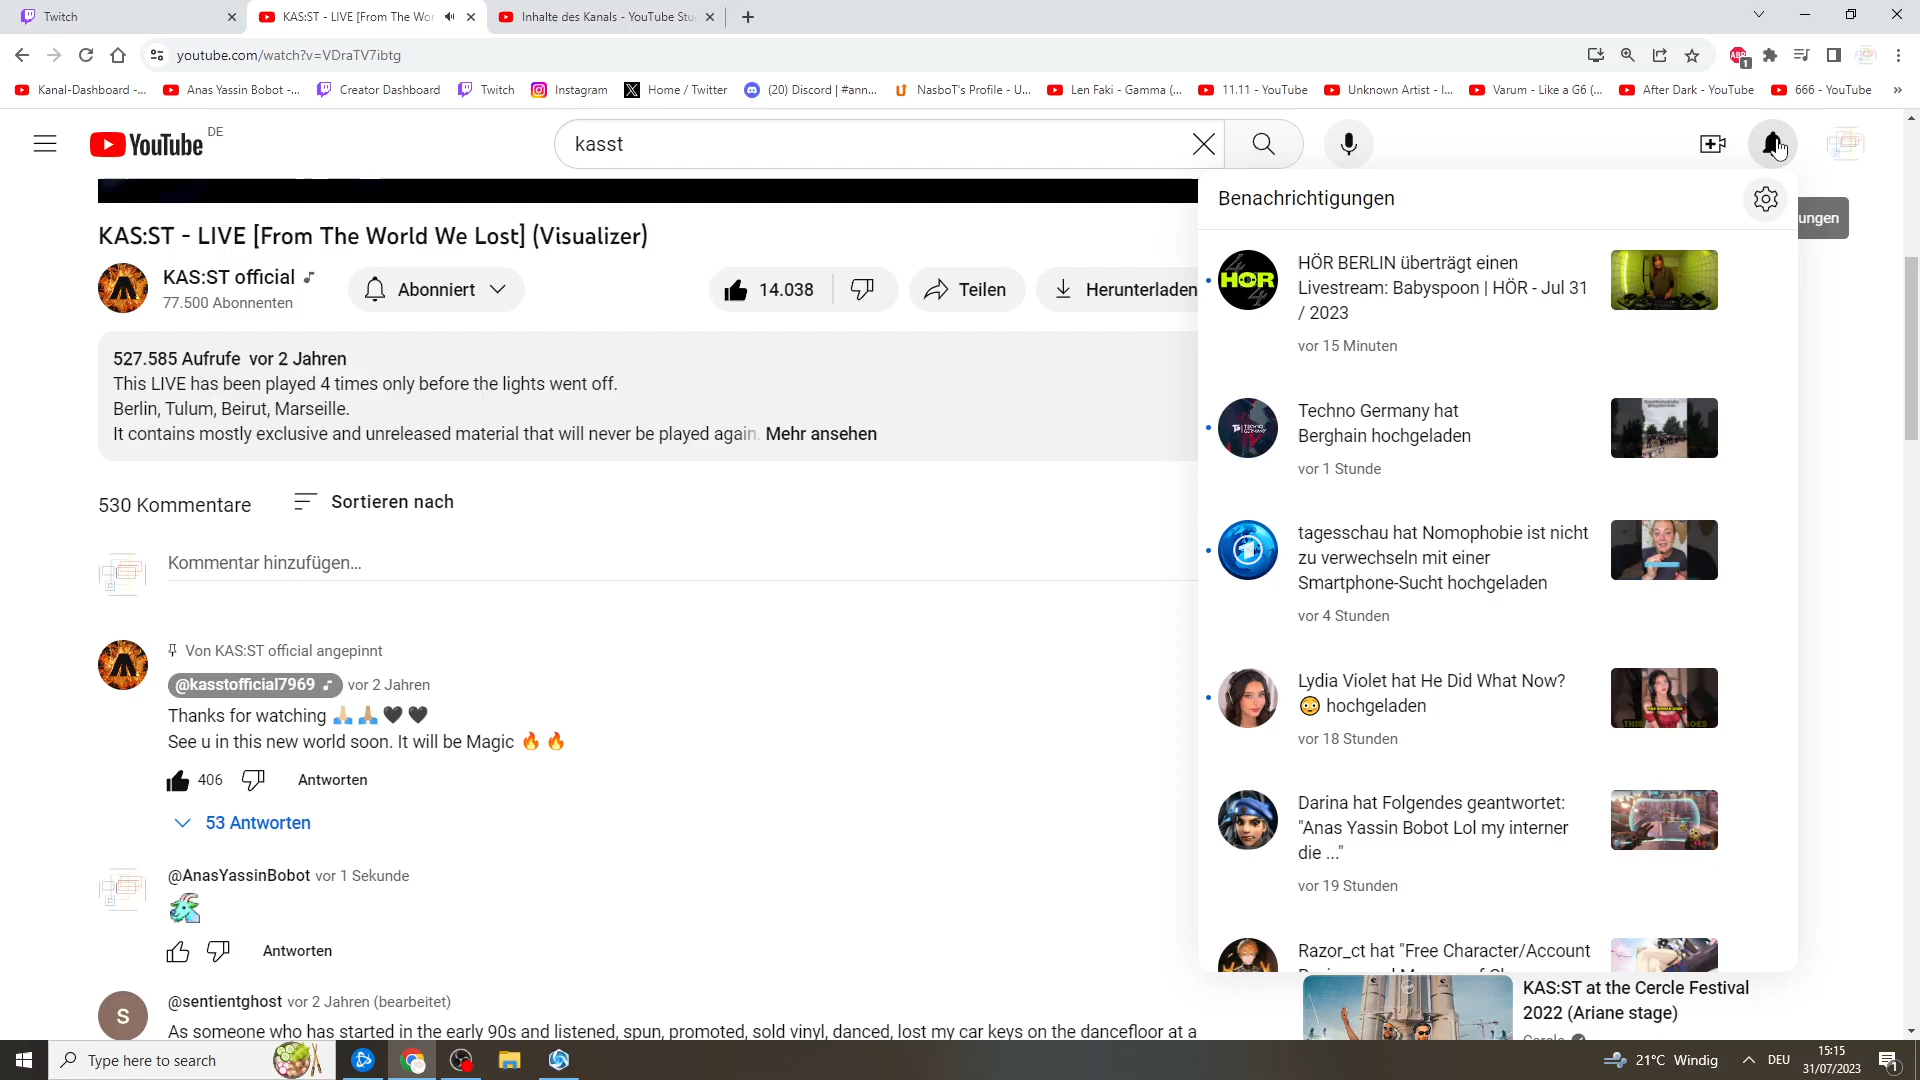 Twitch
KAS:ST - LIVE [From The Wor
Inhalte des Kanals - YouTube Stu
youtube.com/watch?v=VDraTV7ibtg
ABP
1
Kanal-Dashboard -...
Anas Yassin Bobot -...
Creator Dashboard
Twitch
Instagram
Home / Twitter
(20) Discord | #ann...
NasboT's Profile - U...
Len Faki - Gamma (...
11.11 - YouTube
Unknown Artist - I...
Varum - Like a G6 (...
After Dark - YouTube
666 - YouTube
»
YouTube DE
kasst
Benachrichtigungen
ungen
KAS:ST - LIVE [From The World We Lost] (Visualizer)
KAS:ST official
77.500 Abonnenten
Abonniert
14.038
Teilen
Herunterladen
527.585 Aufrufe vor 2 Jahren
This LIVE has been played 4 times only before the lights went off.
Berlin, Tulum, Beirut, Marseille.
It contains mostly exclusive and unreleased material that will never be played again. Mehr ansehen
530 Kommentare
Sortieren nach
Kommentar hinzufügen...
Von KAS:ST official angepinnt
@kasstofficial7969 vor 2 Jahren
Thanks for watching 🙏🏻 🙏🏽 🖤 🖤
See u in this new world soon. It will be Magic 🔥 🔥
406
Antworten
53 Antworten
@AnasYassinBobot vor 1 Sekunde
Antworten
S
@sentientghost vor 2 Jahren (bearbeitet)
As someone who has started in the early 90s and listened, spun, promoted, sold vinyl, danced, lost my car keys on the dancefloor at a
HÖR
HÖR BERLIN überträgt einen
Livestream: Babyspoon | HÖR - Jul 31
/ 2023
vor 15 Minuten
Techno Germany hat
Berghain hochgeladen
vor 1 Stunde
tagesschau hat Nomophobie ist nicht
zu verwechseln mit einer
Smartphone-Sucht hochgeladen
vor 4 Stunden
Lydia Violet hat He Did What Now?
😳 hochgeladen
vor 18 Stunden
Darina hat Folgendes geantwortet:
"Anas Yassin Bobot Lol my interner
die ..."
vor 19 Stunden
Razor_ct hat "Free Character/Account
KAS:ST at the Cercle Festival
2022 (Ariane stage)
Cercle
Type here to search
21°C Windig
DEU
15:15
31/07/2023
1